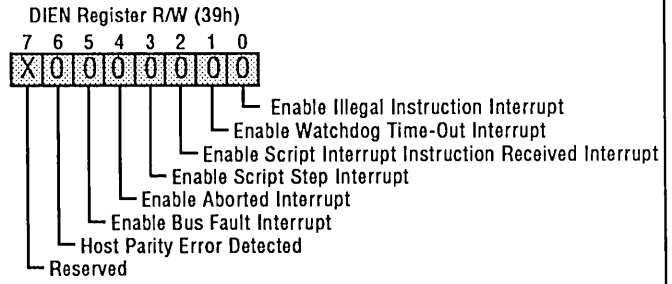 DIEN Register R/W (39h)
7 6 5 4 3 2 1 0
X 0 0 0 0 0 0 0
Enable Illegal Instruction Interrupt
Enable Watchdog Time-Out Interrupt
Enable Script Interrupt Instruction Received Interrupt
Enable Script Step Interrupt
Enable Aborted Interrupt
Enable Bus Fault Interrupt
Host Parity Error Detected
Reserved